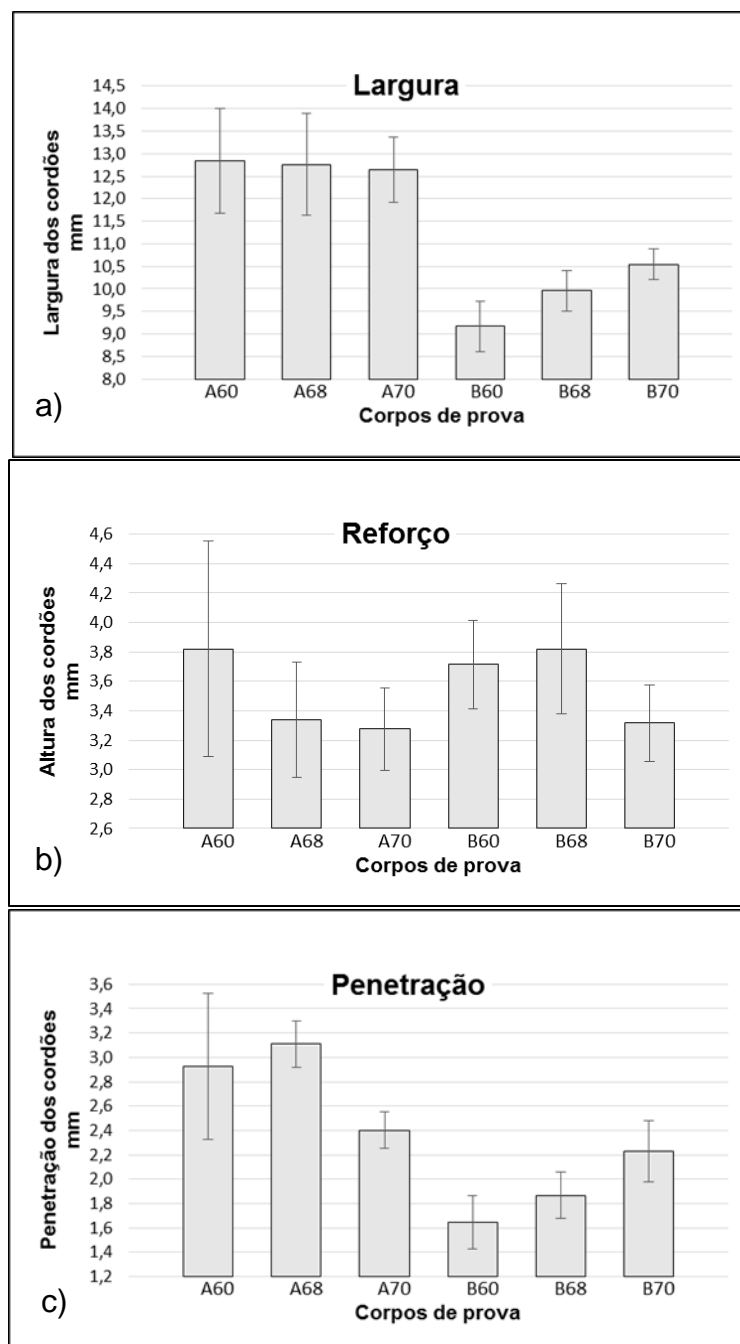 Largura
Largura dos cordões
mm
14,5
14,0
13,5
13,0
12,5
12,0
11,5
11,0
10,5
10,0
9,5
9,0
8,5
8,0
A60 A68 A70 B60 B68 B70
Corpos de prova
a)
Reforço
Altura dos cordões
mm
4,6
4,4
4,2
4,0
3,8
3,6
3,4
3,2
3,0
2,8
2,6
A60 A68 A70 B60 B68 B70
Corpos de prova
b)
Penetração
Penetração dos cordões
mm
3,6
3,4
3,2
3,0
2,8
2,6
2,4
2,2
2,0
1,8
1,6
1,4
1,2
A60 A68 A70 B60 B68 B70
Corpos de prova
c)